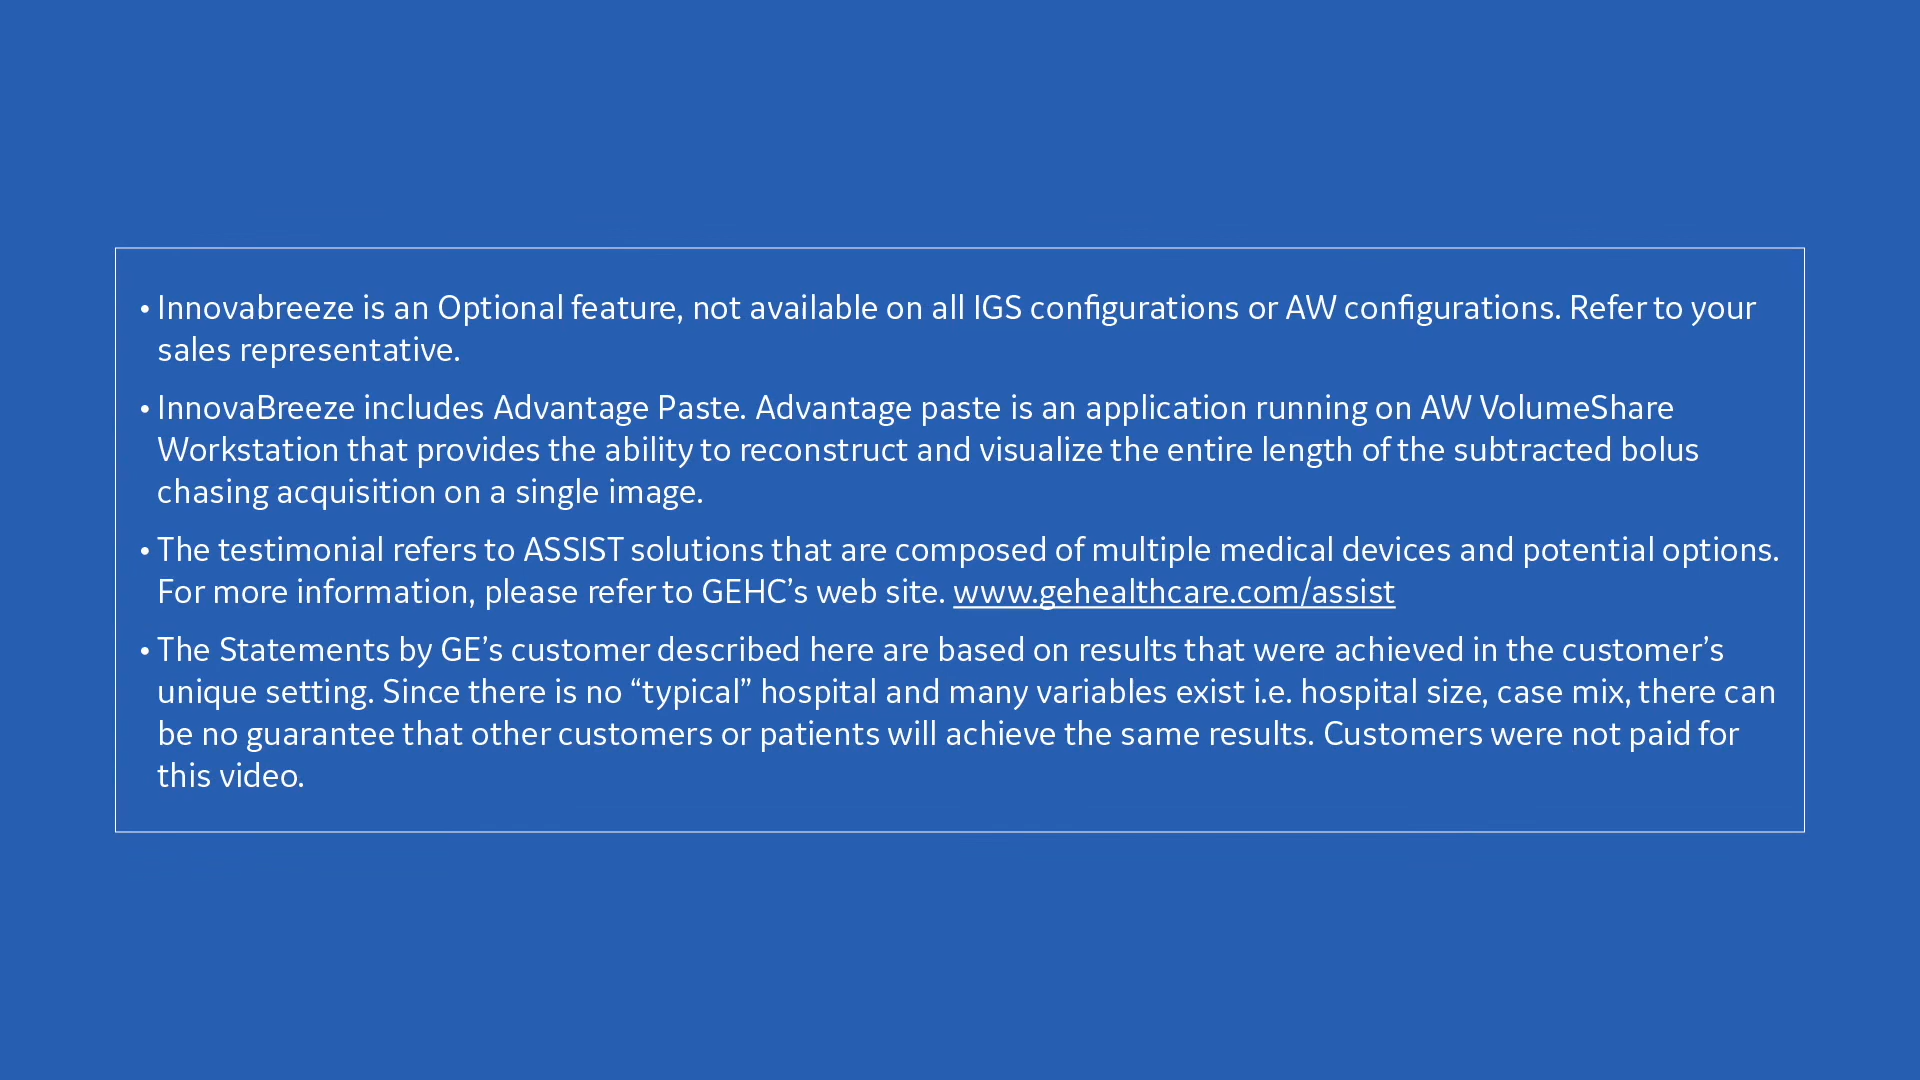 • Innovabreeze is an Optional feature, not available on all IGS configurations or AW configurations. Refer to your
sales representative.
• InnovaBreeze includes Advantage Paste. Advantage paste is an application running on AW VolumeShare
Workstation that provides the ability to reconstruct and visualize the entire length of the subtracted bolus
chasing acquisition on a single image.
• The testimonial refers to ASSIST solutions that are composed of multiple medical devices and potential options.
For more information, please refer to GEHC’s web site. www.gehealthcare.com/assist
• The Statements by GE’s customer described here are based on results that were achieved in the customer’s
unique setting. Since there is no “typical” hospital and many variables exist i.e. hospital size, case mix, there can
be no guarantee that other customers or patients will achieve the same results. Customers were not paid for
this video.